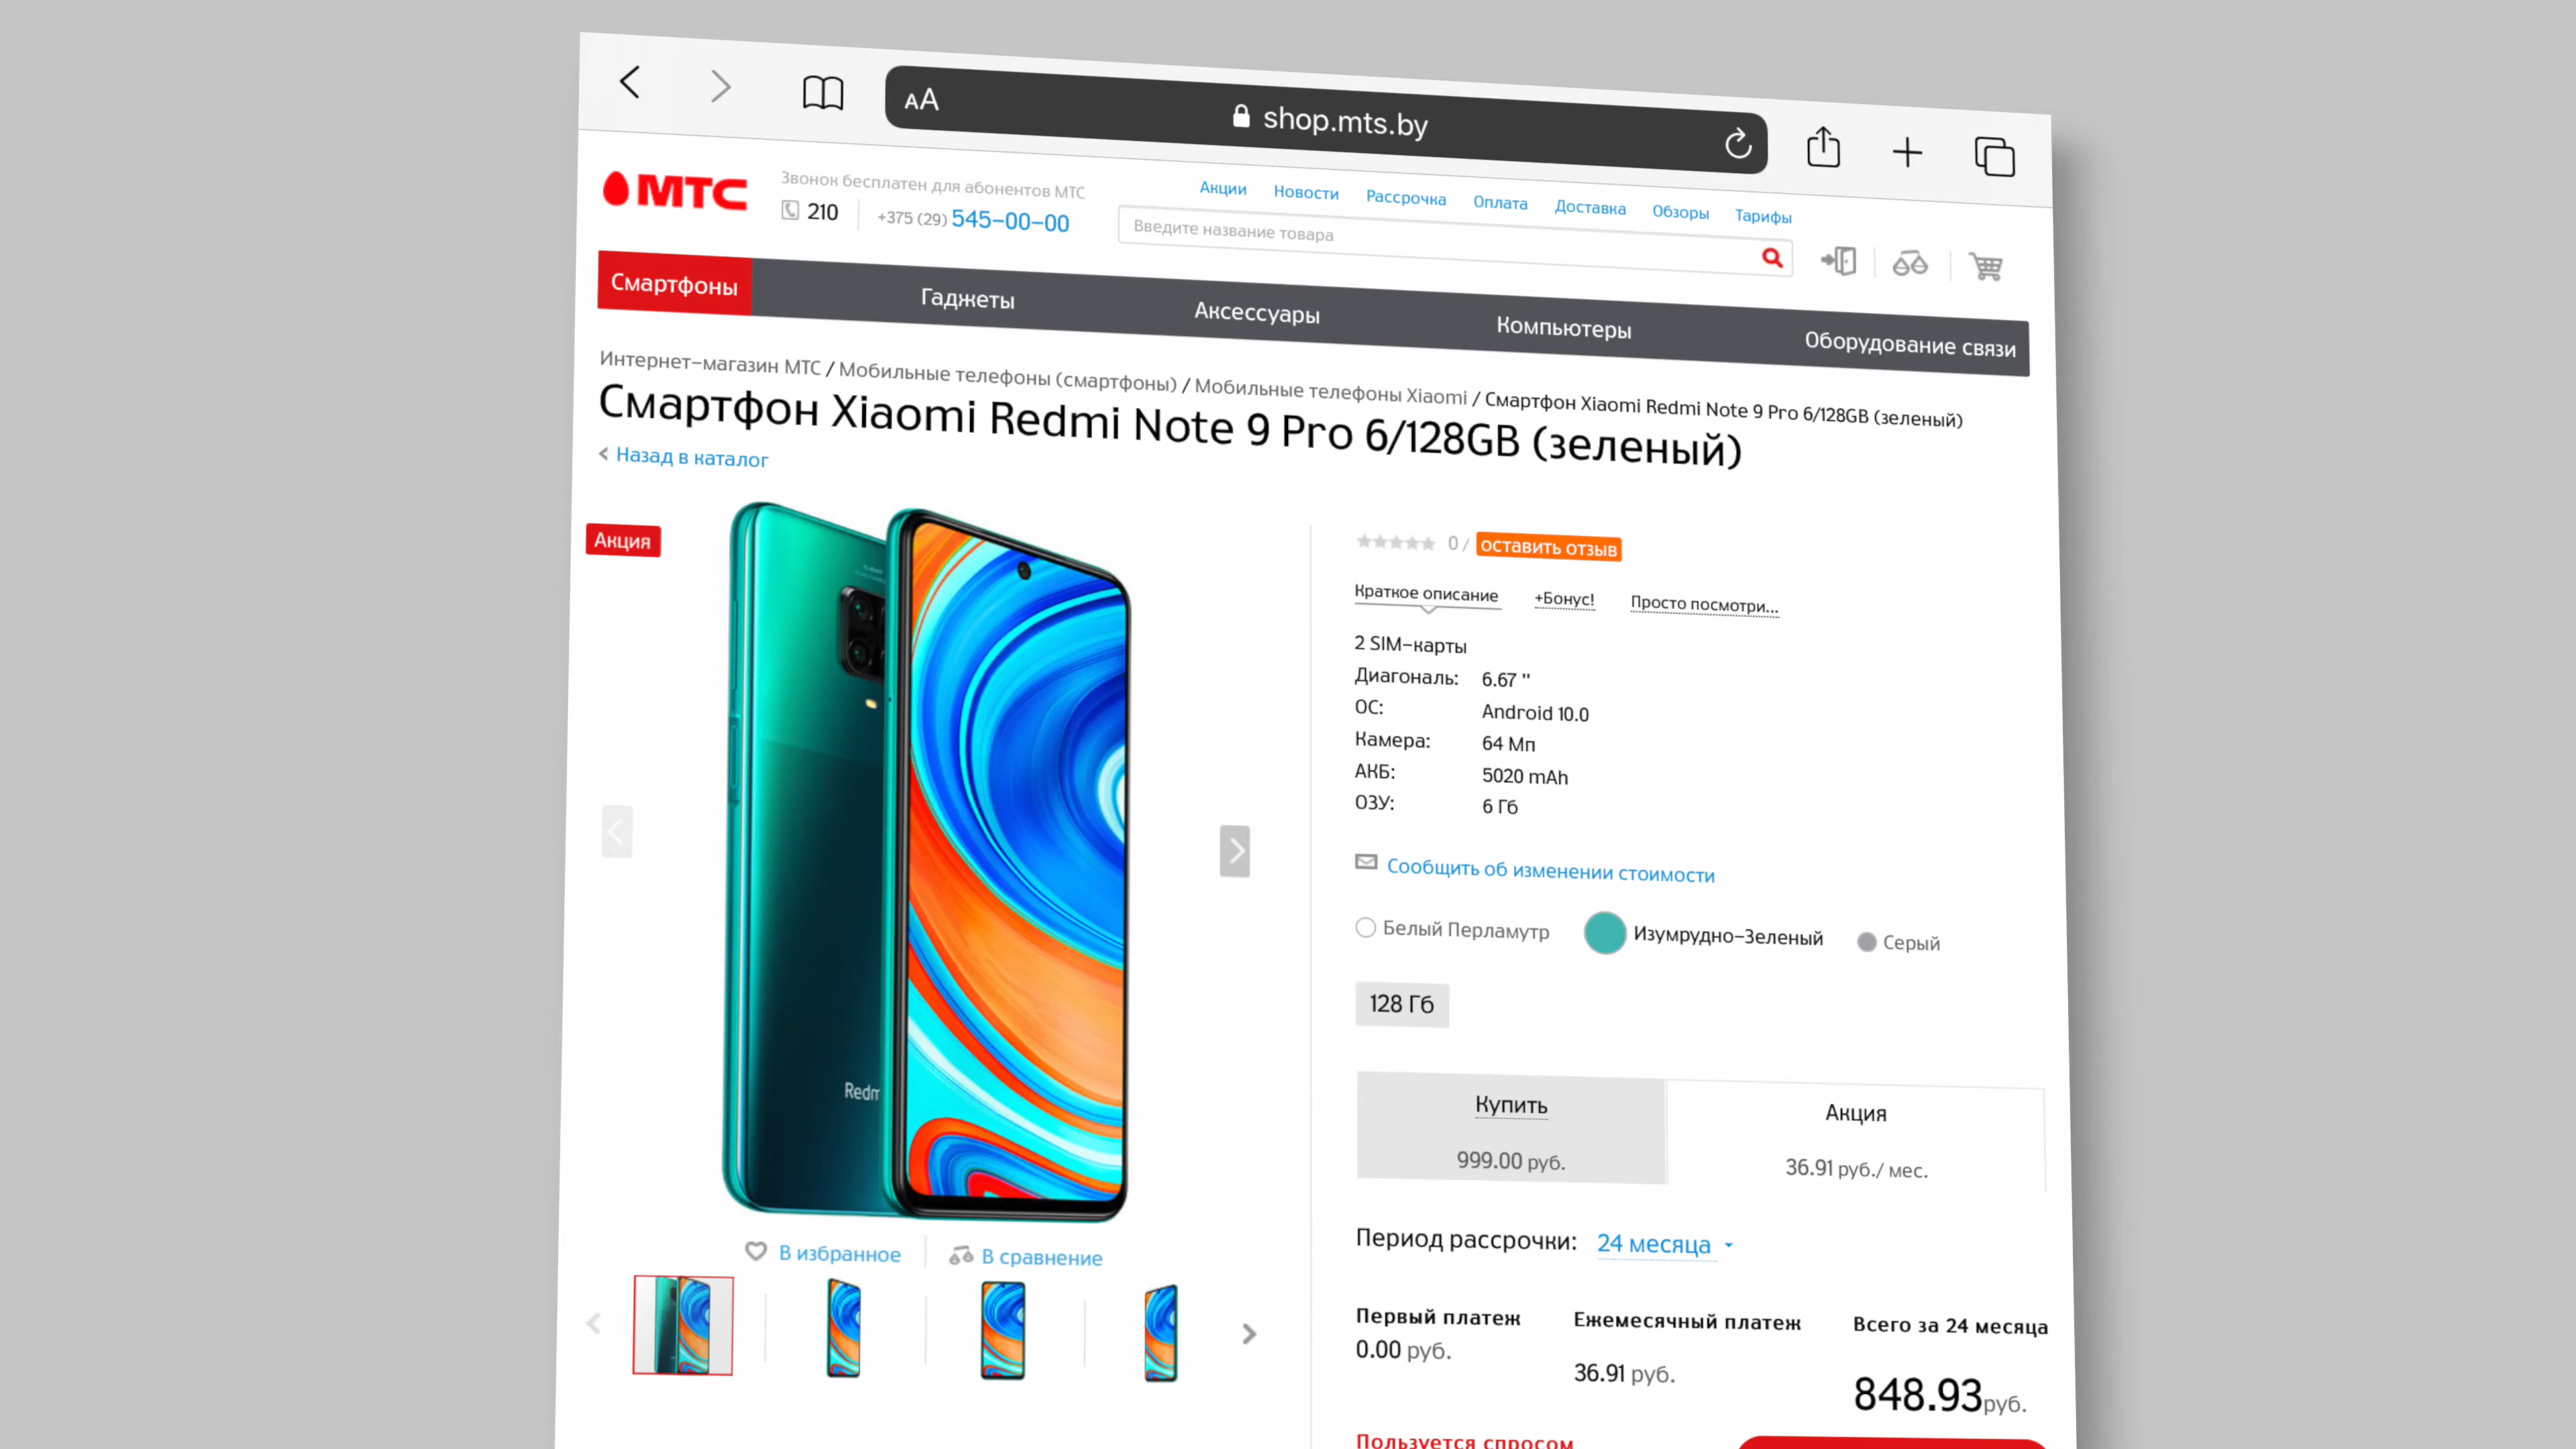 AA
shop.mts.by
МТС
Звонок бесплатен для абонентов МТС
210
+375 (29) 545-00-00
Акции Новости Рассрочка Оплата Доставка Обзоры Тарифы
Введите название товара
Смартфоны Гаджеты Аксессуары Компьютеры Оборудование связи
Интернет-магазин МТС / Мобильные телефоны (смартфоны) / Мобильные телефоны Xiaomi / Смартфон Xiaomi Redmi Note 9 Pro 6/128GB (зеленый)
Смартфон Xiaomi Redmi Note 9 Pro 6/128GB (зеленый)
Назад в каталог
Акция
Redm
В избранное
В сравнение
0 / оставить отзыв
Краткое описание +Бонус! Просто посмотри...
2 SIM-карты
Диагональ: 6.67 "
ОС: Android 10.0
Камера: 64 Мп
АКБ: 5020 mAh
ОЗУ: 6 Гб
Сообщить об изменении стоимости
Белый Перламутр Изумрудно-Зеленый Серый
128 Гб
Купить
999.00 руб.
Акция
36.91 руб./ мес.
Период рассрочки: 24 месяца
Первый платеж
0.00 руб.
Ежемесячный платеж
36.91 руб.
Всего за 24 месяца
848.93руб.
Пользуется спросом